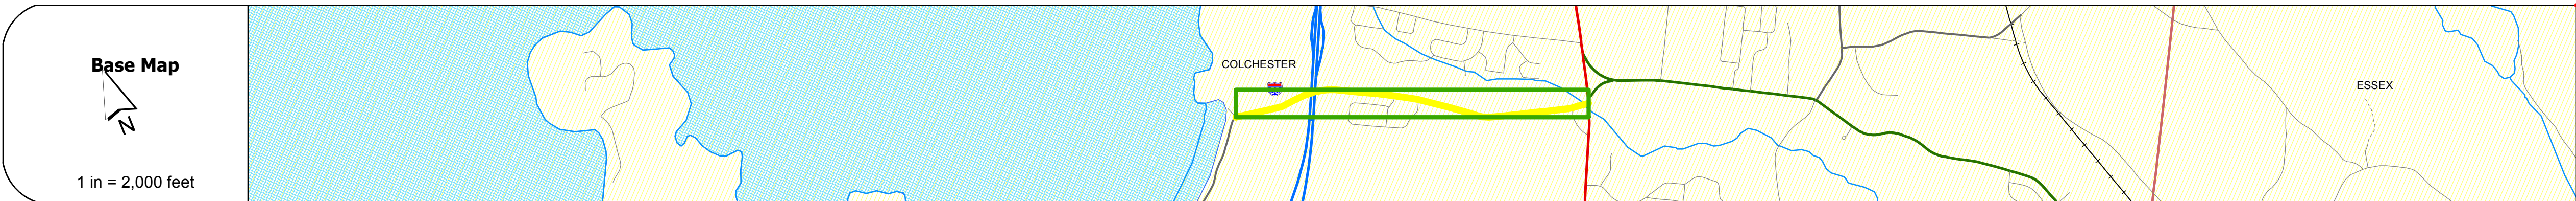 Base Map
N
1 in = 2,000 feet
COLCHESTER
ESSEX